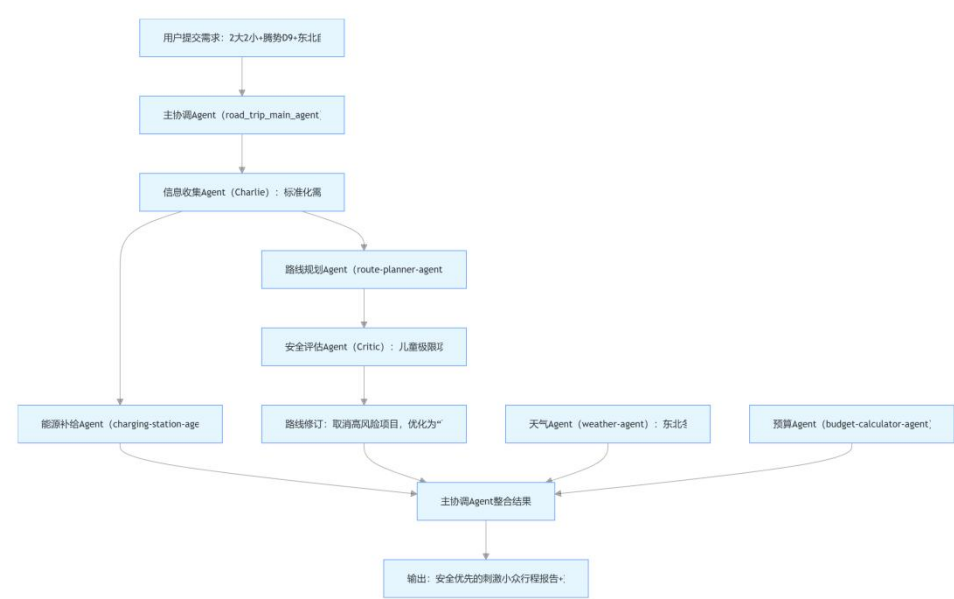 用户提交需求：2大2小+腾势D9+东北
主协调Agent（road_trip_main_agent
信息收集Agent（Charlie）：标准化需
路线规划Agent（route-planner-agent
安全评估Agent（Critic）：儿童极限
能源补给Agent（charging-station-age
路线修订：取消高风险项目，优化为“
天气Agent（weather-agent）：东北冬
预算Agent（budget-calculator-agent）
主协调Agent整合结果
输出：安全优先的刺激小众行程报告+